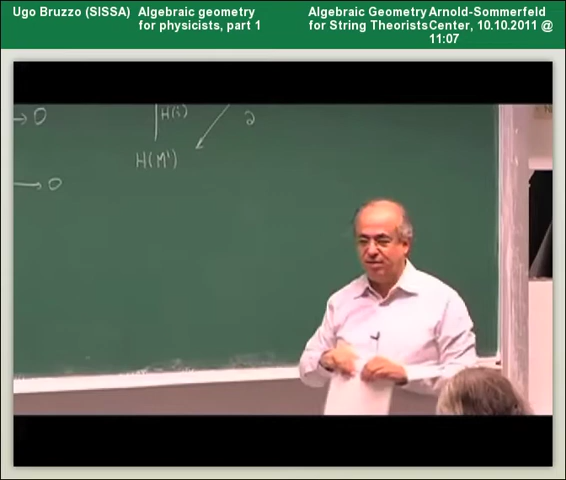 Ugo Bruzzo (SISSA) Algebraic geometry for physicists, part 1 Algebraic Geometry for String Theorists Arnold-Sommerfeld Center, 10.10.2011 @ 11:07
→ 0 H(i) ∂
H(M')
→ 0